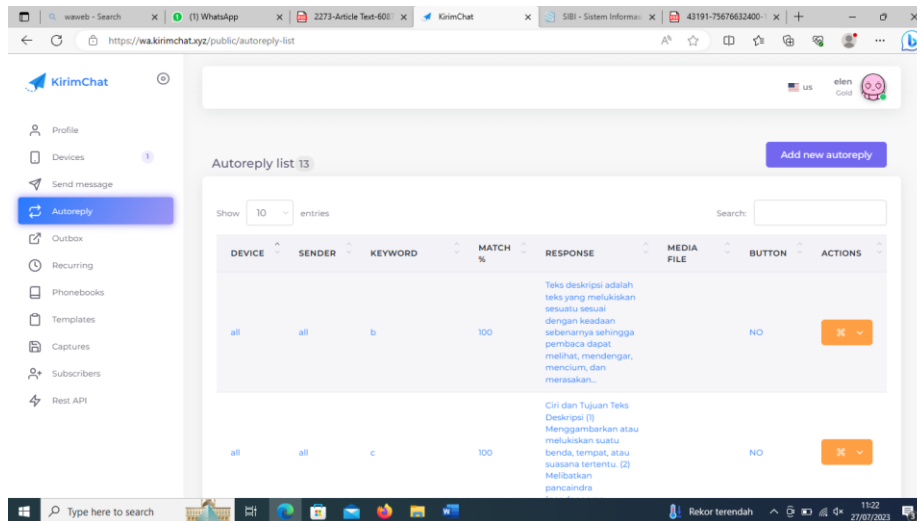 waweb - Search
(1) WhatsApp
2273-Article Text-608
KirimChat
SIBI - Sistem Informas
43191-75676632400-1
https://wa.kirimchat.xyz/public/autoreply-list
KirimChat
us
elen
Gold
Profile
Devices 1
Send message
Autoreply
Outbox
Recurring
Phonebooks
Templates
Captures
Subscribers
Rest API
Autoreply list 13
Add new autoreply
Show 10 entries
Search:
DEVICE SENDER KEYWORD MATCH % RESPONSE MEDIA FILE BUTTON ACTIONS
all all b 100
Teks deskripsi adalah
teks yang melukiskan
sesuatu sesuai
dengan keadaan
sebenarnya sehingga
pembaca dapat
melihat, mendengar,
mencium, dan
merasakan...
NO
all all c 100
Ciri dan Tujuan Teks
Deskripsi (1)
Menggambarkan atau
melukiskan suatu
benda, tempat, atau
suasana tertentu. (2)
Melibatkan
pancaindra
NO
Type here to search
Rekor terendah
11:22
27/07/2023